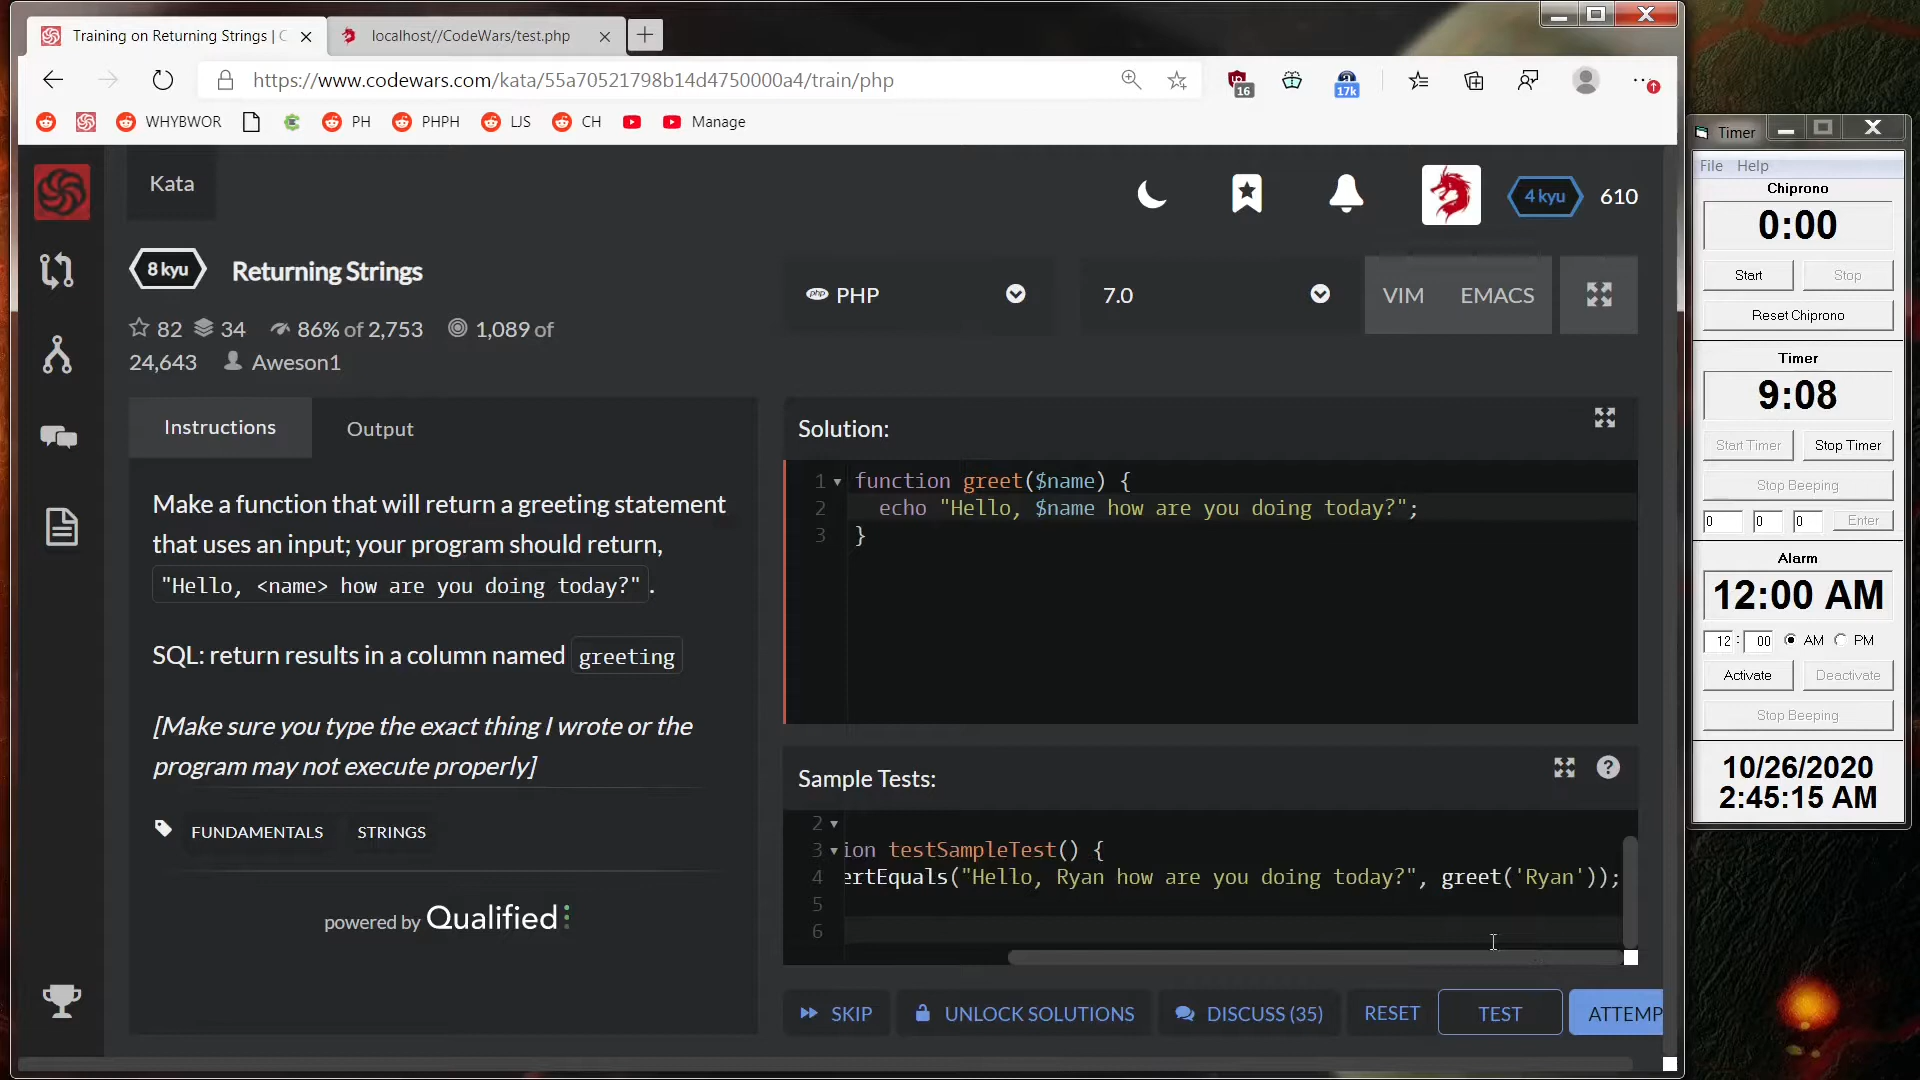 Training on Returning Strings | C
localhost//CodeWars/test.php
https://www.codewars.com/kata/55a70521798b14d4750000a4/train/php
16
17k
WHYBWOR
PH
PHPH
LJS
CH
Manage
Kata
4 kyu
610
8 kyu
Returning Strings
82 34 86% of 2,753 1,089 of
24,643 Aweson1
php PHP
7.0
VIM
EMACS
Instructions
Output
Make a function that will return a greeting statement
that uses an input; your program should return,
"Hello, <name> how are you doing today?".
SQL: return results in a column named greeting
[Make sure you type the exact thing I wrote or the
program may not execute properly]
FUNDAMENTALS STRINGS
powered by Qualified
Solution:
1 function greet($name) {
2 echo "Hello, $name how are you doing today?";
3 }
Sample Tests:
2
3 ion testSampleTest() {
4 ertEquals("Hello, Ryan how are you doing today?", greet('Ryan'));
5
6
SKIP
UNLOCK SOLUTIONS
DISCUSS (35)
RESET
TEST
ATTEMP
Timer
File Help
Chiprono
0:00
Start Stop
Reset Chiprono
Timer
9:08
Start Timer Stop Timer
Stop Beeping
0 0 0 Enter
Alarm
12:00 AM
12 : 00 AM PM
Activate Deactivate
Stop Beeping
10/26/2020
2:45:15 AM